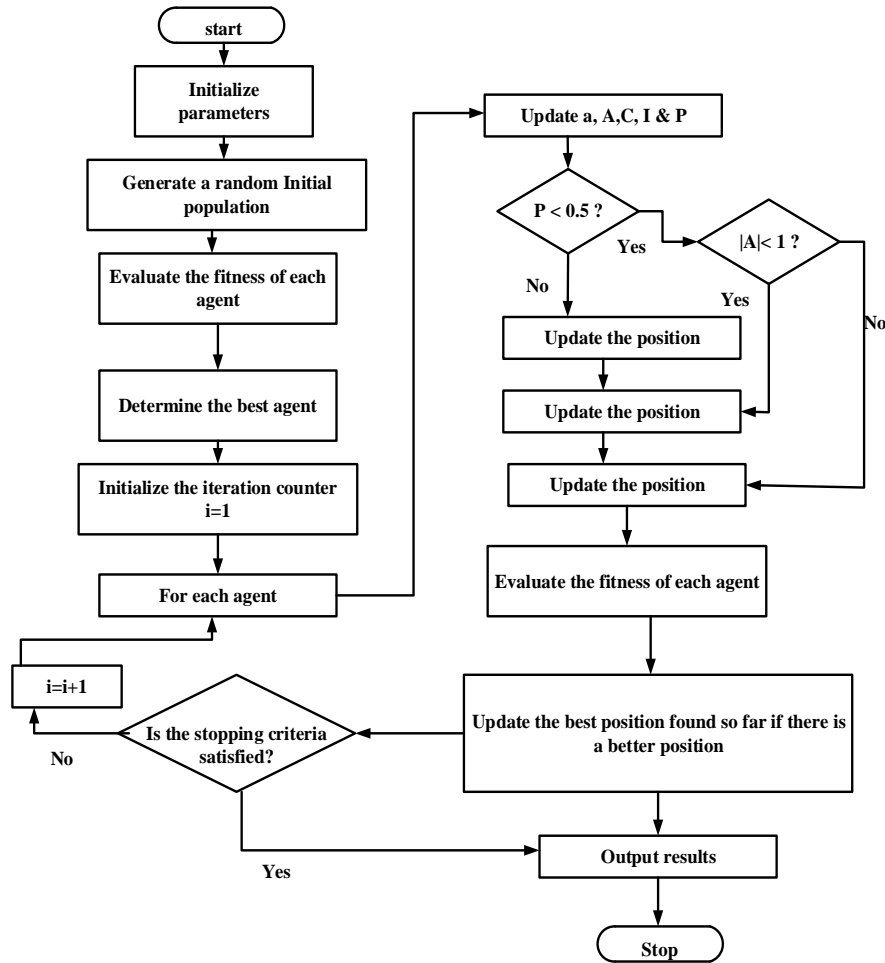 start
Initialize
parameters
Generate a random Initial
population
Evaluate the fitness of each
agent
Determine the best agent
Initialize the iteration counter
i=1
For each agent
i=i+1
Is the stopping criteria
satisfied?
No
Yes
Update a, A,C, I & P
P < 0.5 ?
Yes
|A|< 1 ?
No
Yes
No
Update the position
Update the position
Update the position
Evaluate the fitness of each agent
Update the best position found so far if there is
a better position
Output results
Stop